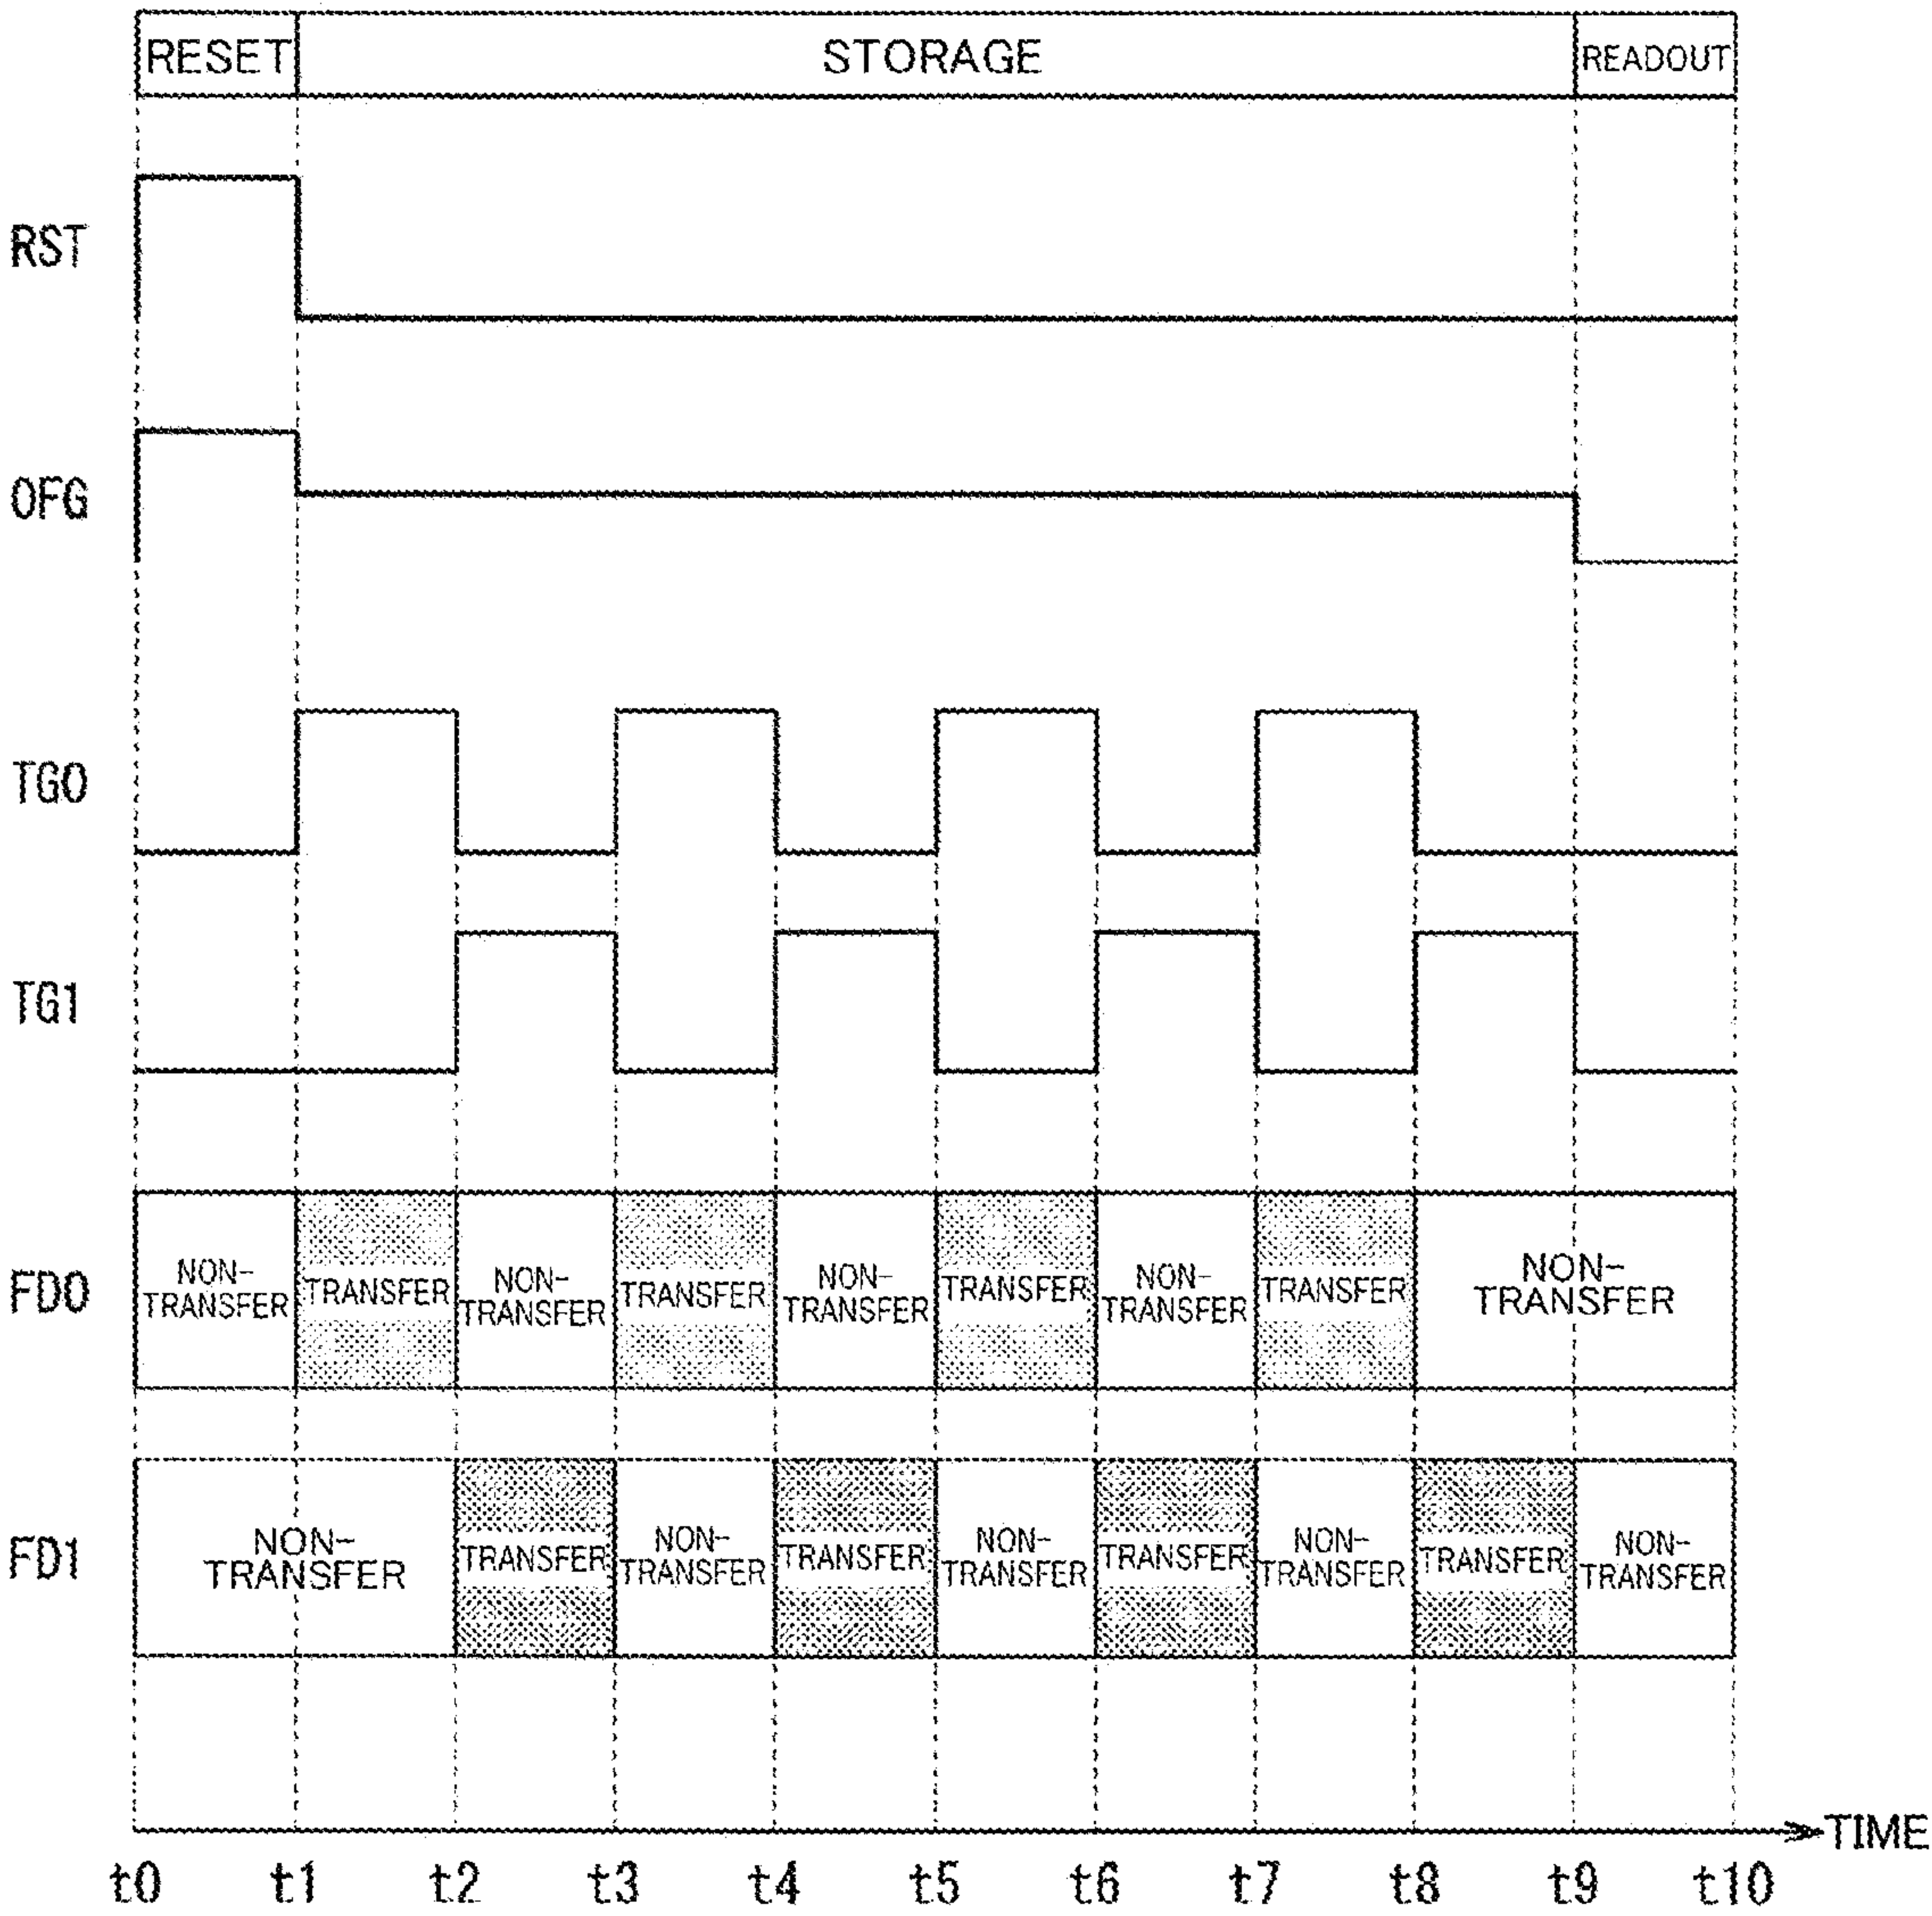 RESET STORAGE READOUT
RST
OFG
TG0
TG1
FD0
NON-
TRANSFER
TRANSFER
NON-
TRANSFER
TRANSFER
NON-
TRANSFER
TRANSFER
NON-
TRANSFER
TRANSFER
NON-
TRANSFER
FD1
NON-
TRANSFER
TRANSFER
NON-
TRANSFER
TRANSFER
NON-
TRANSFER
TRANSFER
NON-
TRANSFER
TRANSFER
NON-
TRANSFER
TIME
t0 t1 t2 t3 t4 t5 t6 t7 t8 t9 t10